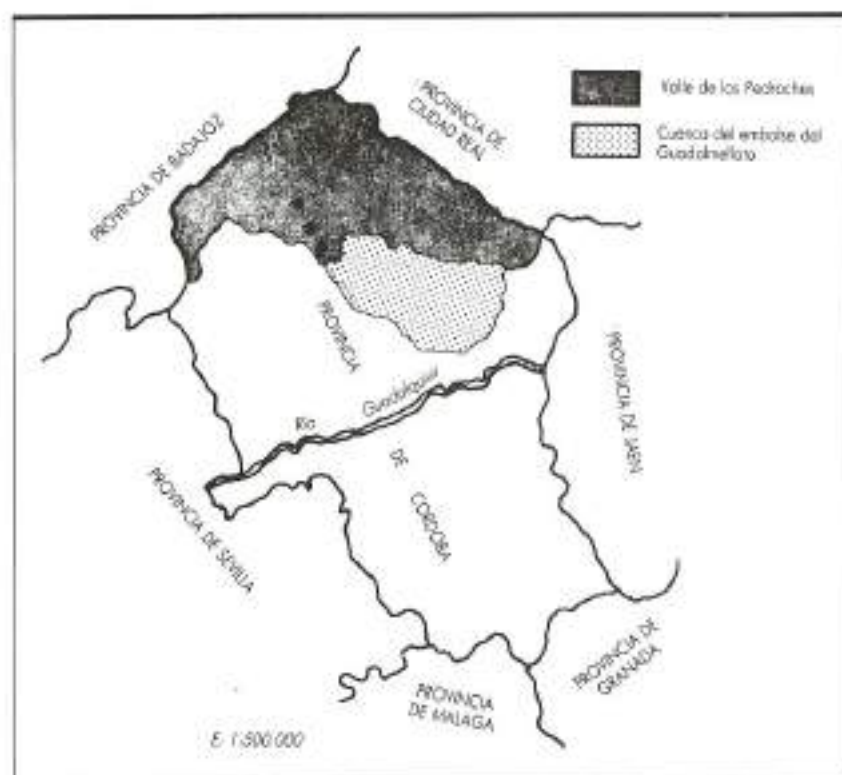 Valle de los Pedroches
Cuenca del embalse del
Guadalmellato
PROVINCIA DE BADAJOZ
PROVINCIA DE
CIUDAD REAL
PROVINCIA
DE
CORDOBA
Río Guadalquivir
PROVINCIA DE JAEN
PROVINCIA DE SEVILLA
PROVINCIA DE
GRANADA
PROVINCIA
DE MALAGA
E 1:500.000